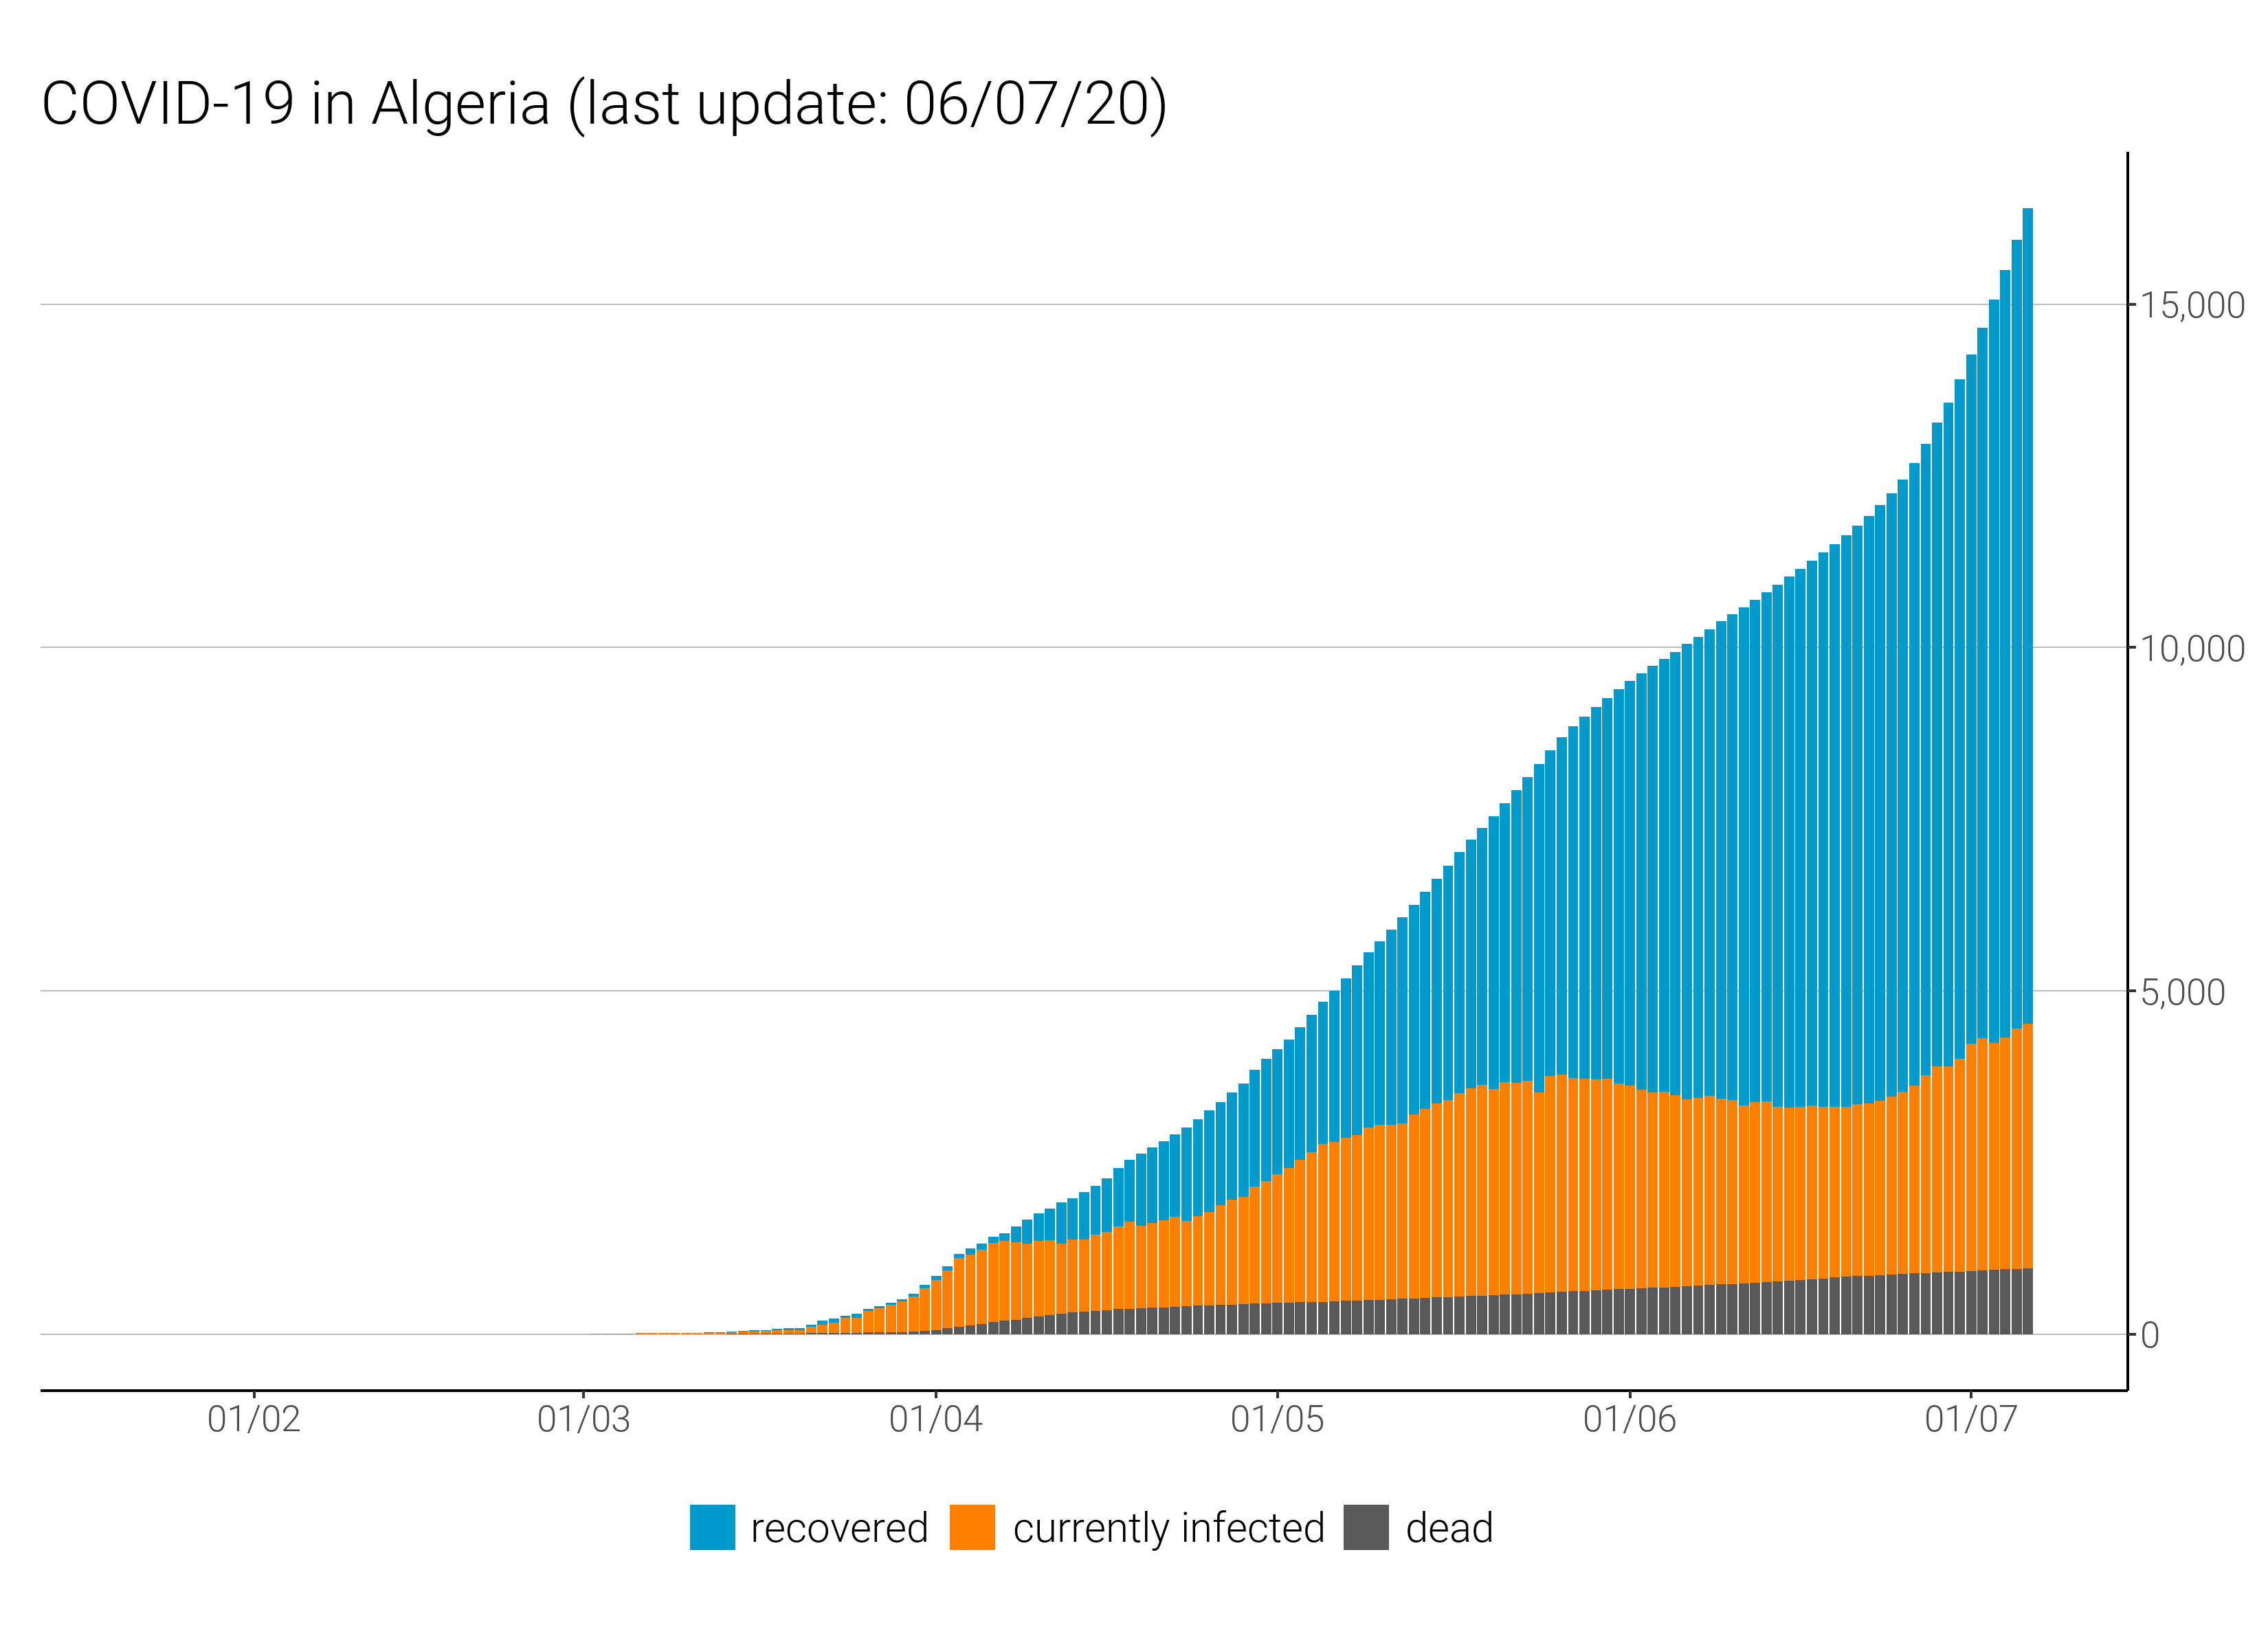 COVID-19 in Algeria (last update: 06/07/20)
15,000
10,000
5,000
0
01/02 01/03 01/04 01/05 01/06 01/07
recovered currently infected dead